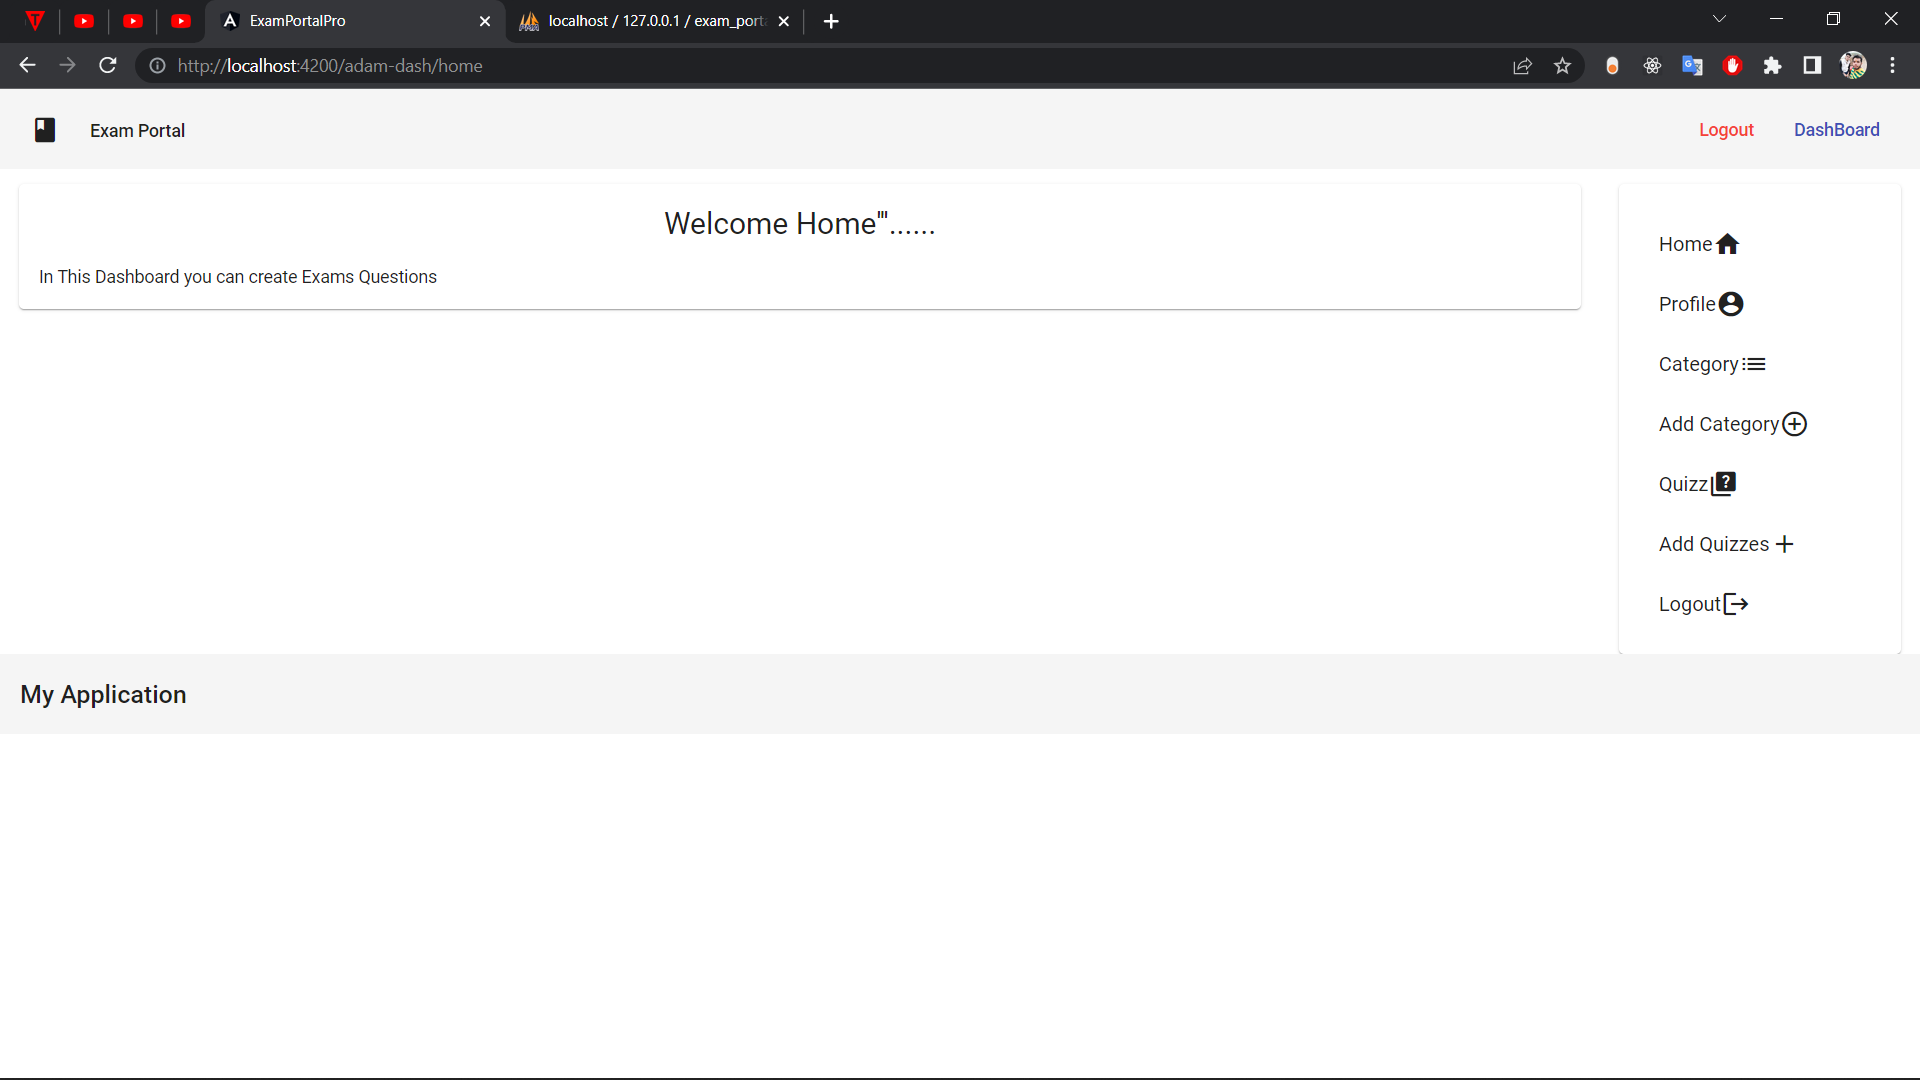 ExamPortalPro
localhost / 127.0.0.1 / exam_port
http://localhost:4200/adam-dash/home
Exam Portal
Logout
DashBoard
Welcome Home"'......
In This Dashboard you can create Exams Questions
Home
Profile
Category
Add Category
Quizz
Add Quizzes
Logout
My Application